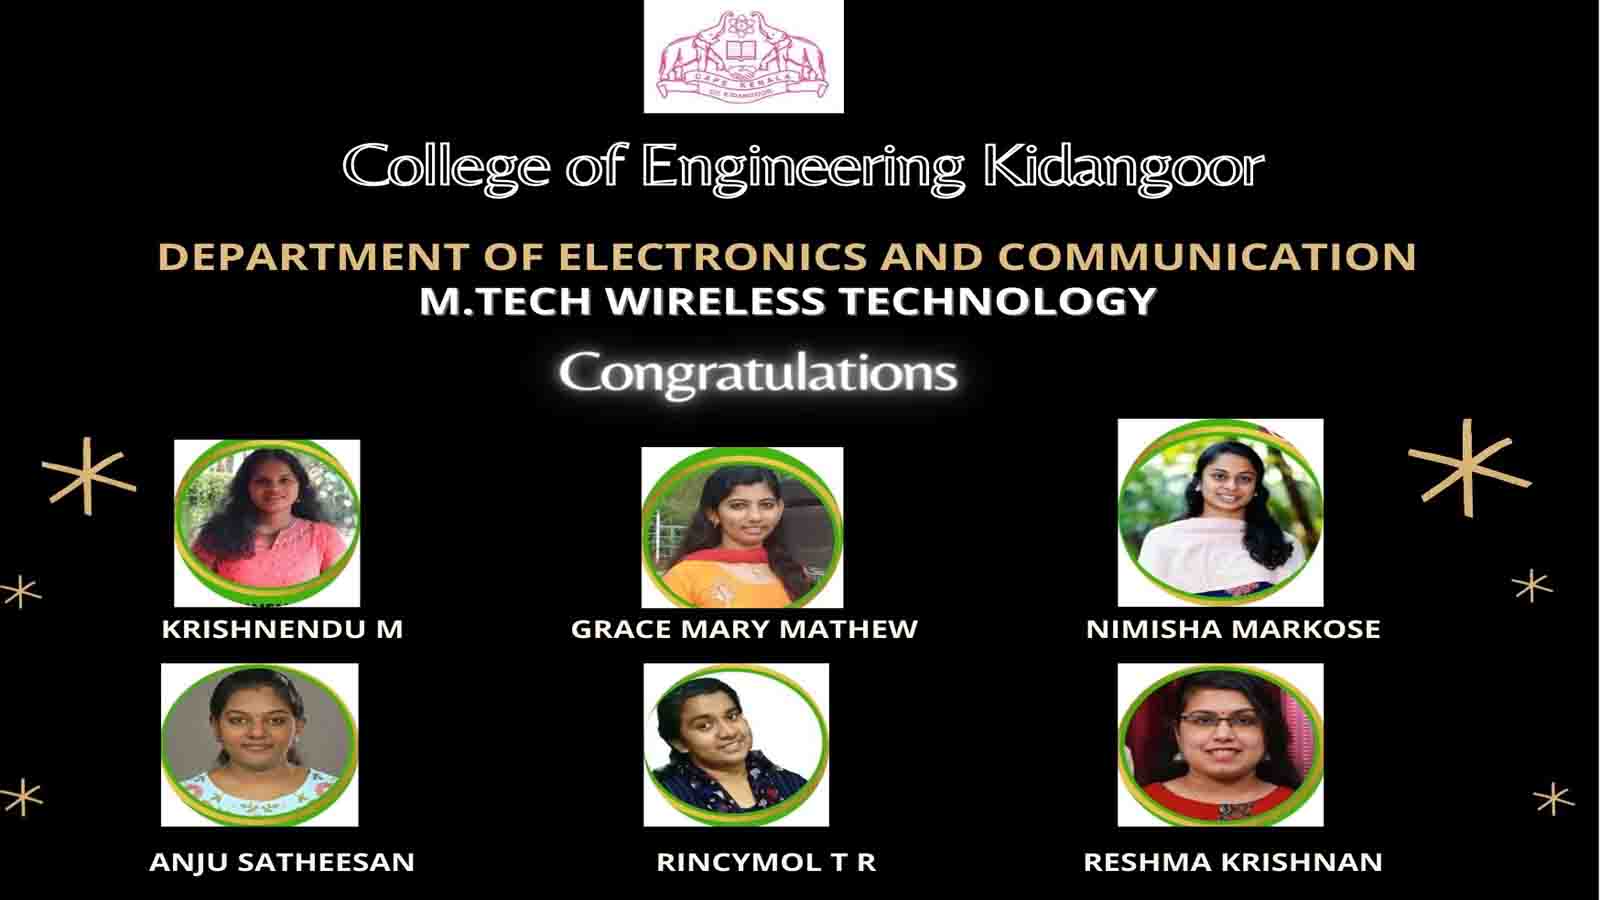 CAPE KERALA
CE KIDANGOOR
College of Engineering Kidangoor
DEPARTMENT OF ELECTRONICS AND COMMUNICATION
M.TECH WIRELESS TECHNOLOGY
Congratulations
KRISHNENDU M
GRACE MARY MATHEW
NIMISHA MARKOSE
ANJU SATHEESAN
RINCYMOL T R
RESHMA KRISHNAN